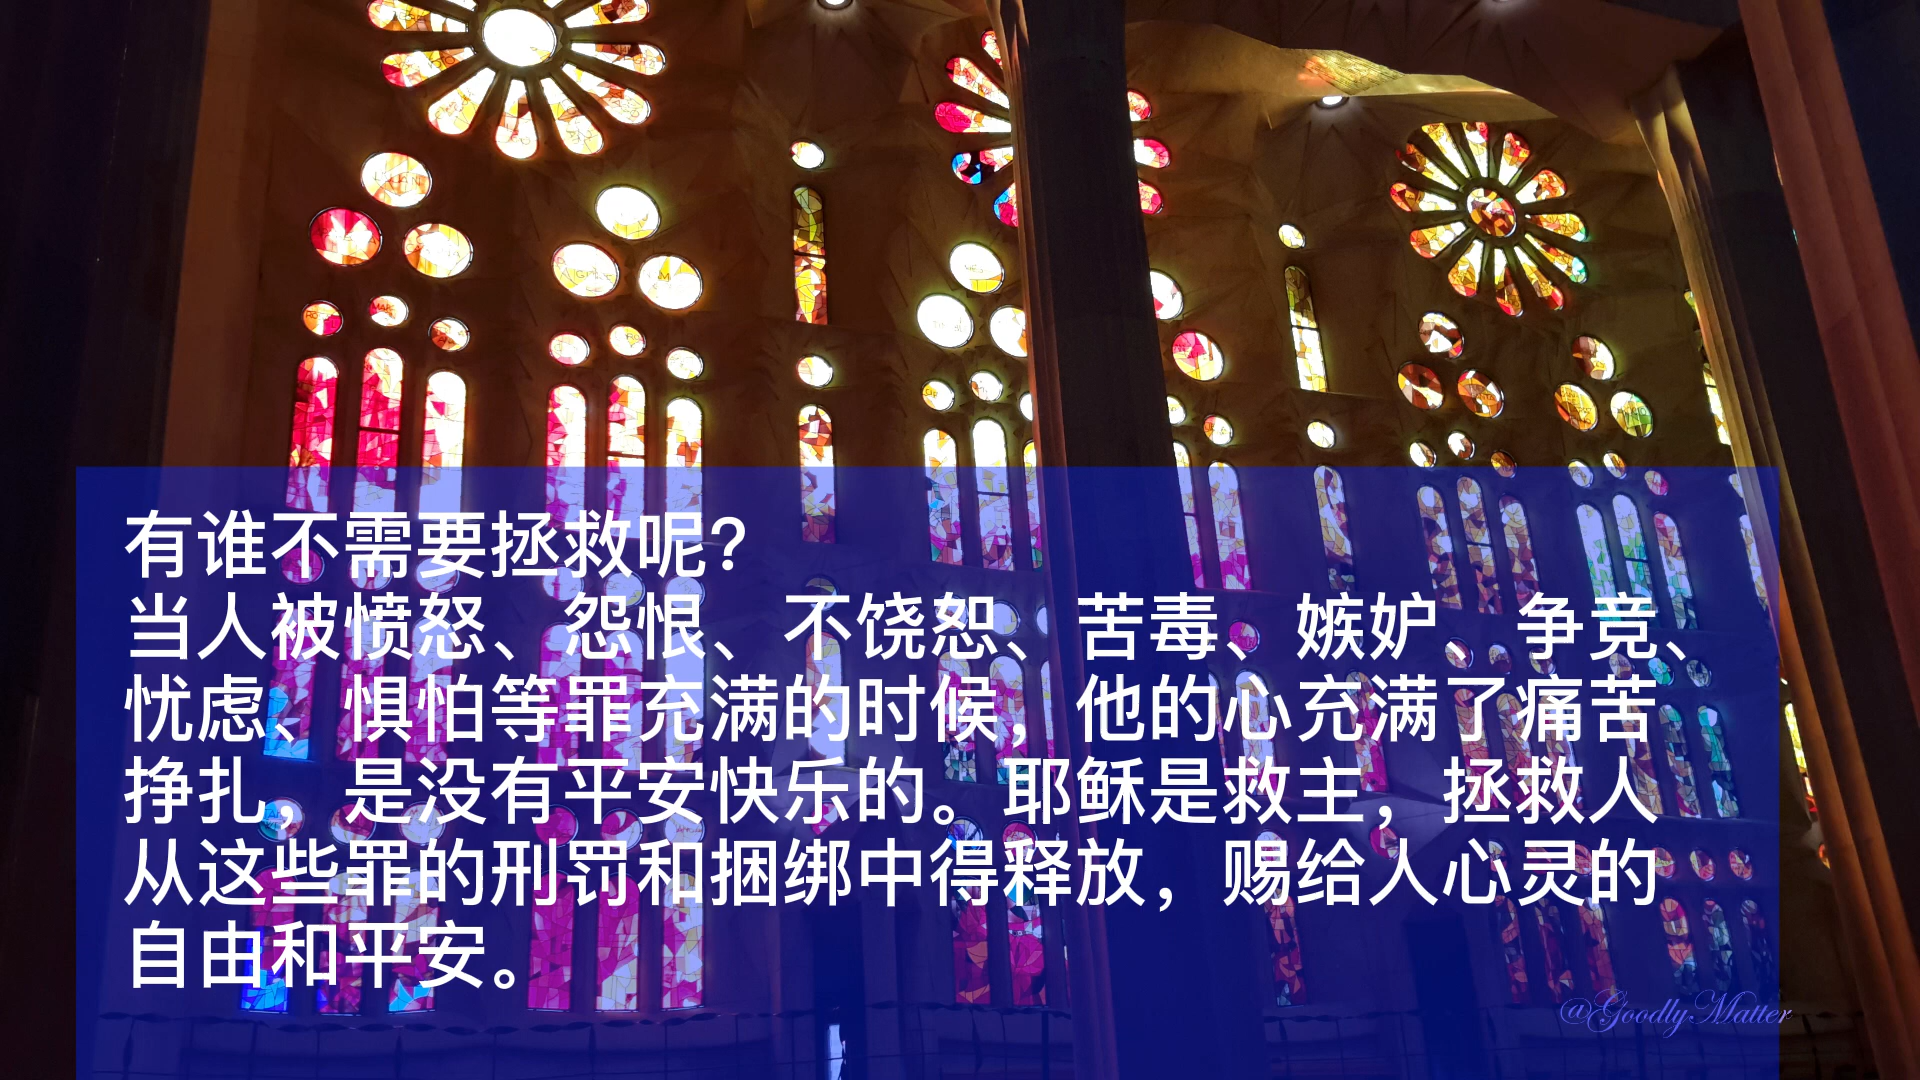 有谁不需要拯救呢？
当人被愤怒、怨恨、不饶恕、苦毒、嫉妒、争竞、
忧虑、惧怕等罪充满的时候，他的心充满了痛苦
挣扎，是没有平安快乐的。耶稣是救主，拯救人
从这些罪的刑罚和捆绑中得释放，赐给人心灵的
自由和平安。
@GoodlyMatter